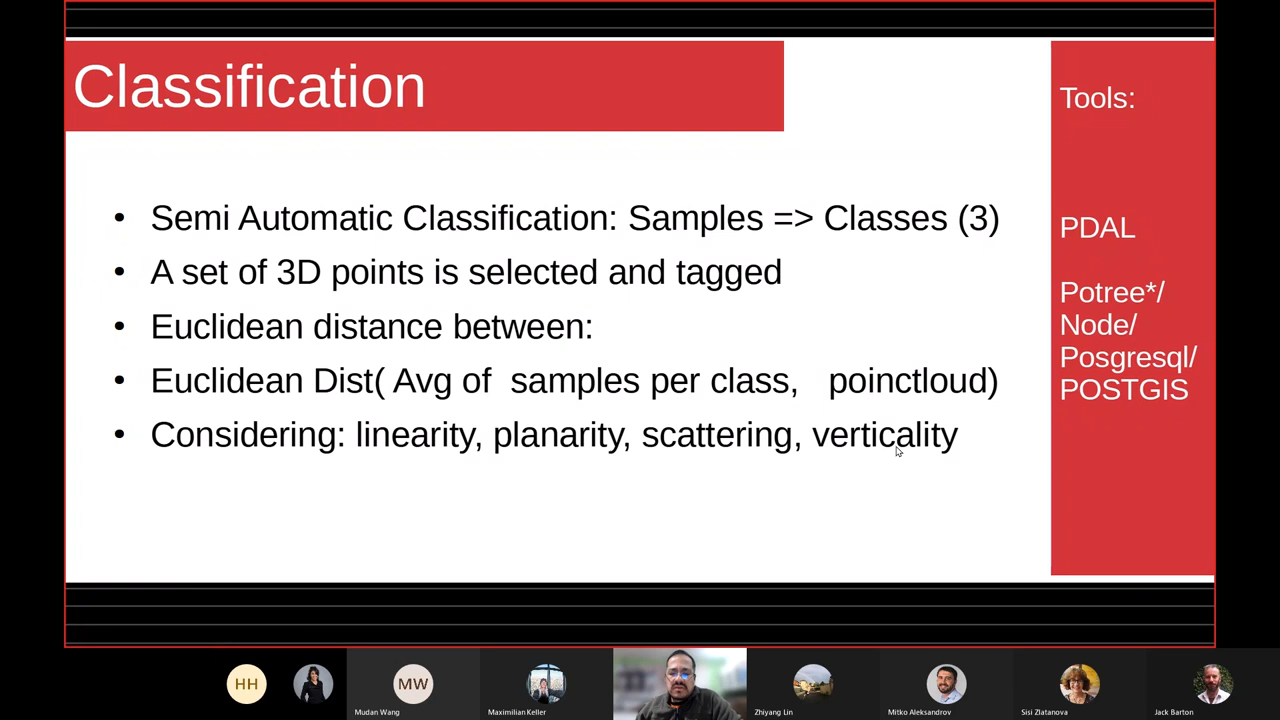 Classification
Semi Automatic Classification: Samples => Classes (3)
A set of 3D points is selected and tagged
Euclidean distance between:
Euclidean Dist( Avg of samples per class, poinctloud)
Considering: linearity, planarity, scattering, verticality
Tools:
PDAL
Potree*/
Node/
Posgresql/
POSTGIS
HH
MW
Mudan Wang
Maximilian Keller
Zhiyang Lin
Mitko Aleksandrov
Sisi Zlatanova
Jack Barton